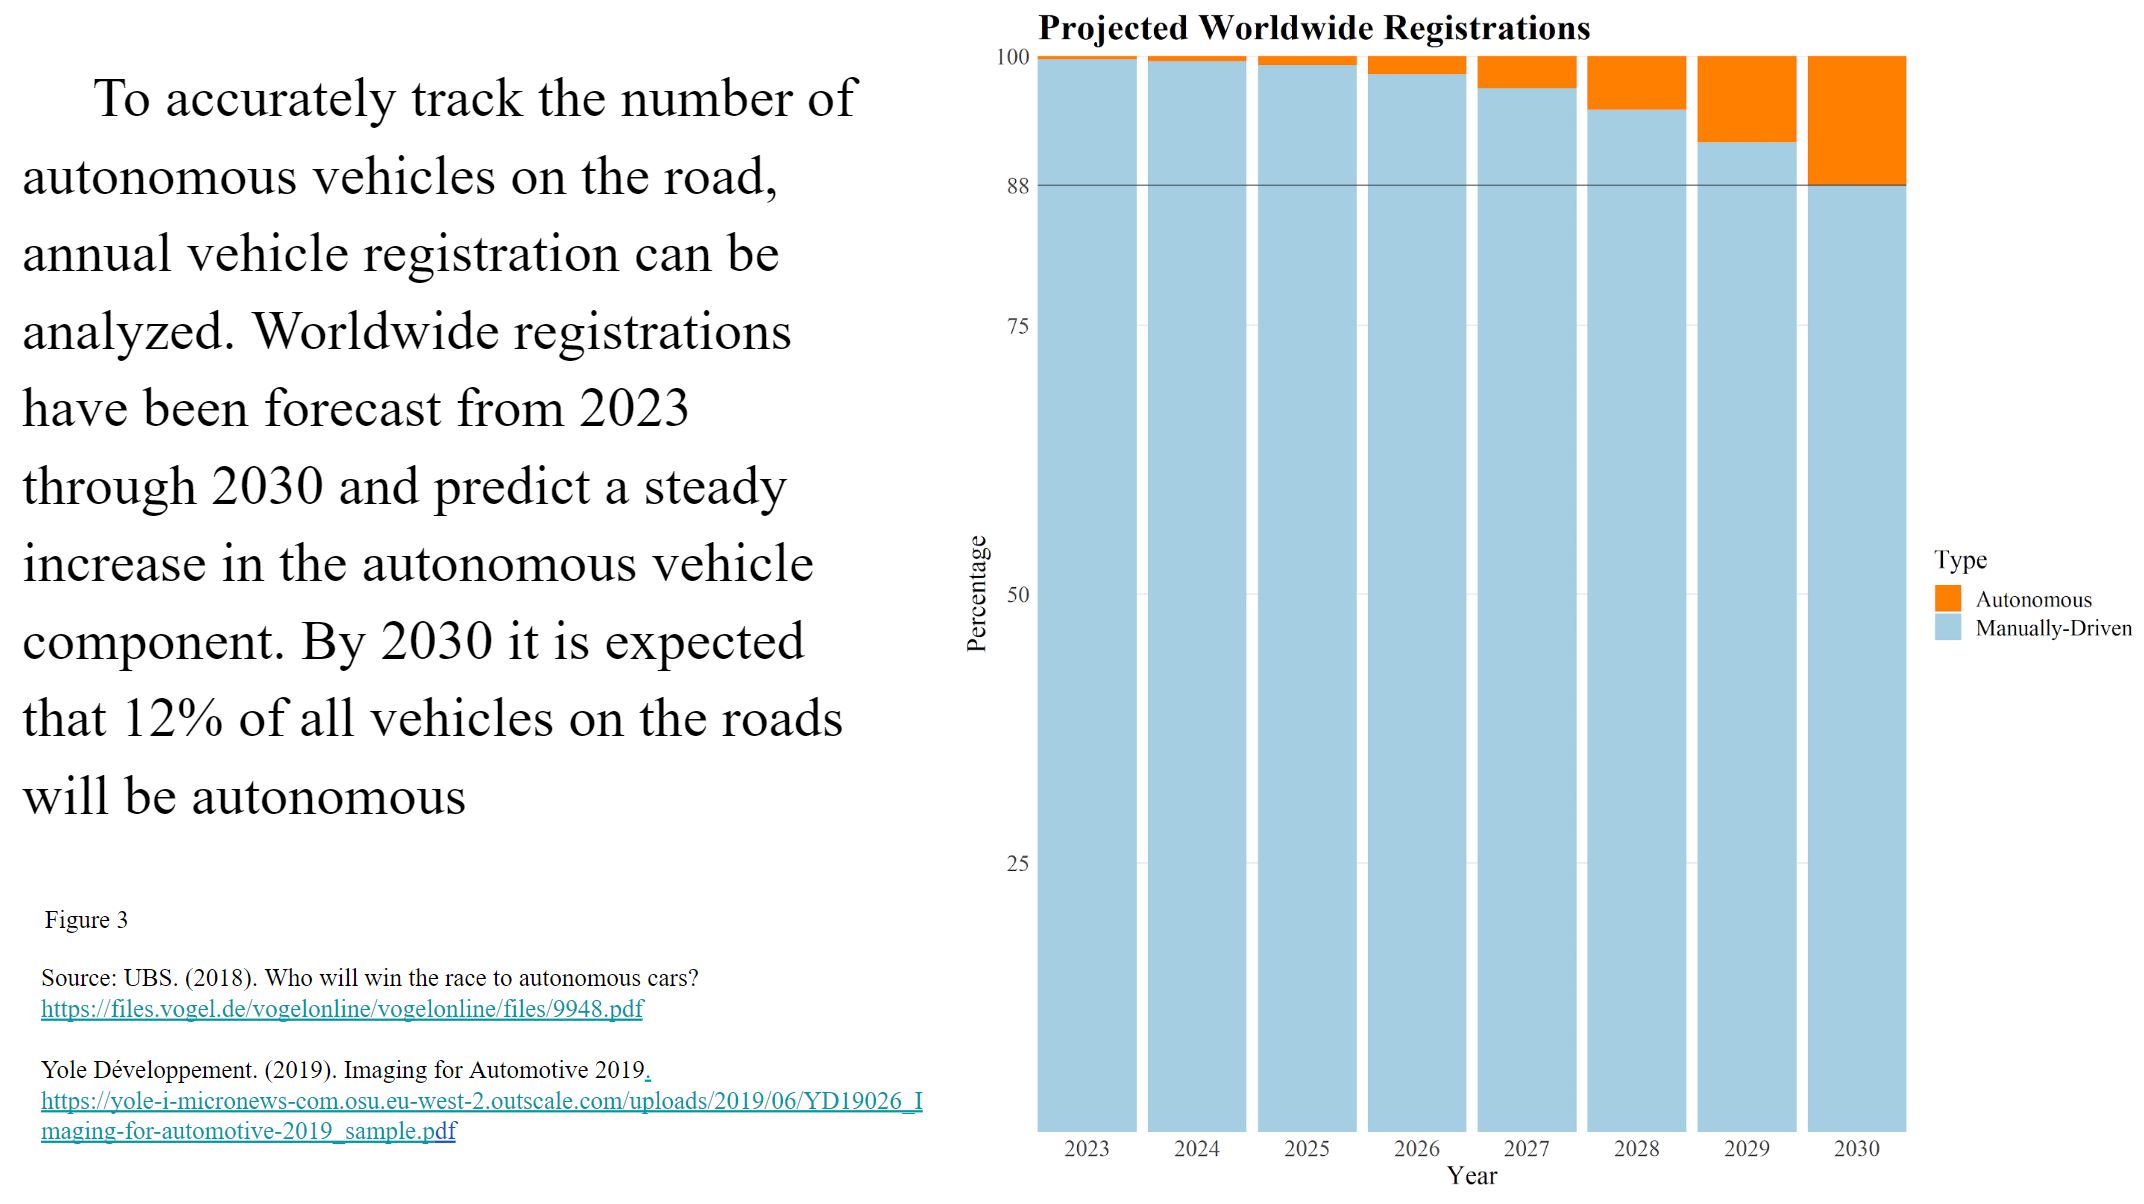 To accurately track the number of
autonomous vehicles on the road,
annual vehicle registration can be
analyzed. Worldwide registrations
have been forecast from 2023
through 2030 and predict a steady
increase in the autonomous vehicle
component. By 2030 it is expected
that 12% of all vehicles on the roads
will be autonomous
Figure 3
Source: UBS. (2018). Who will win the race to autonomous cars?
https://files.vogel.de/vogelonline/vogelonline/files/9948.pdf
Yole Développement. (2019). Imaging for Automotive 2019.
https://yole-i-micronews-com.osu.eu-west-2.outscale.com/uploads/2019/06/YD19026_I
maging-for-automotive-2019_sample.pdf
Projected Worldwide Registrations
100
88
75
50
25
Percentage
2023 2024 2025 2026 2027 2028 2029 2030
Year
Type
Autonomous
Manually-Driven